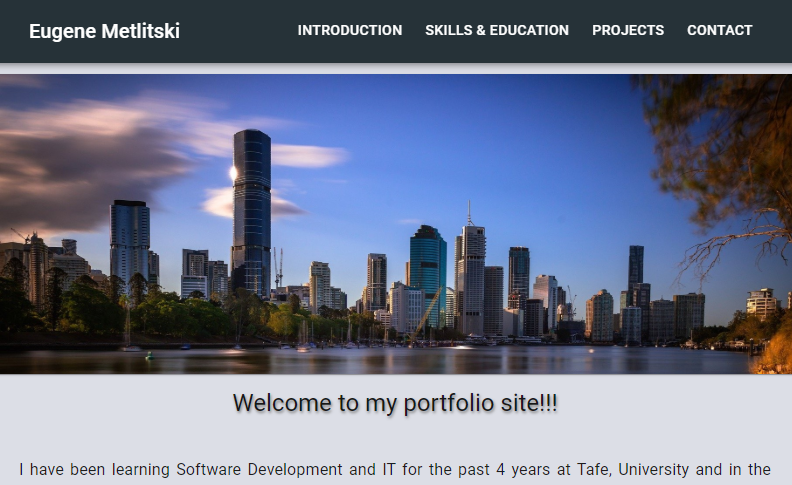 Eugene Metlitski
INTRODUCTION SKILLS & EDUCATION PROJECTS CONTACT
Welcome to my portfolio site!!!
I have been learning Software Development and IT for the past 4 years at Tafe, University and in the